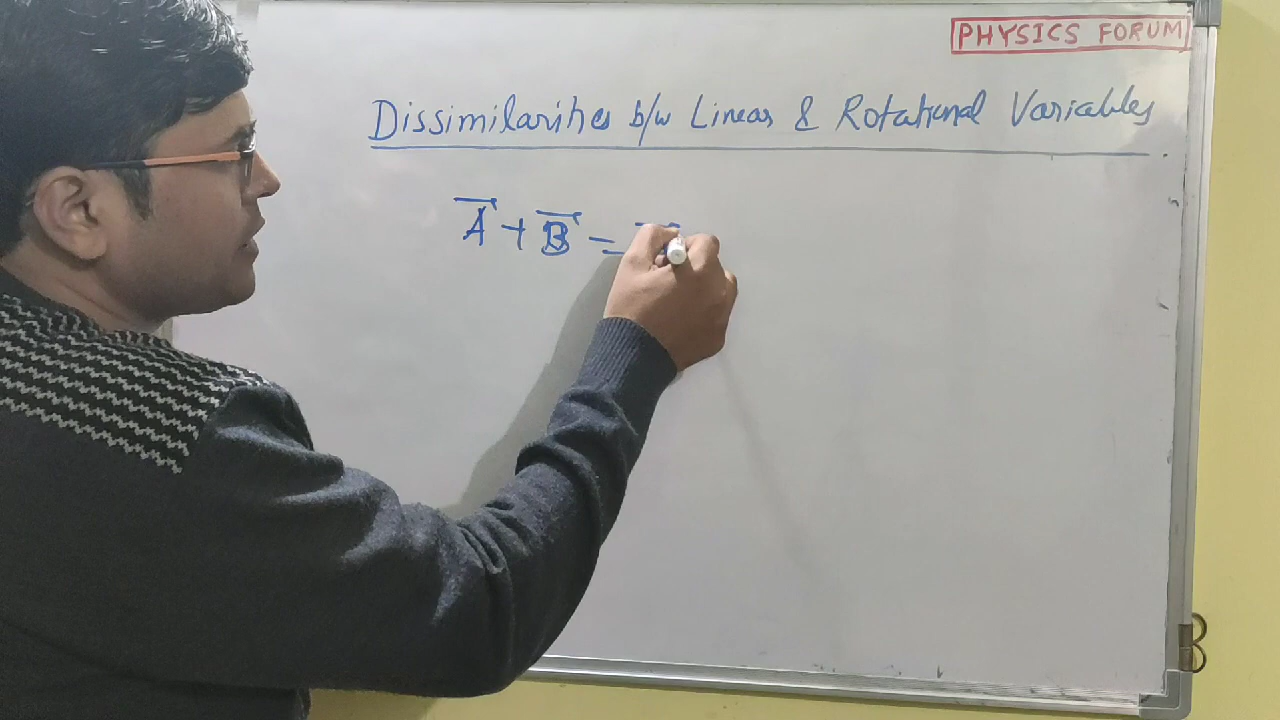 PHYSICS FORUM
Dissimilarities b/w Linear & Rotational Variables
A⃗ + B⃗ =